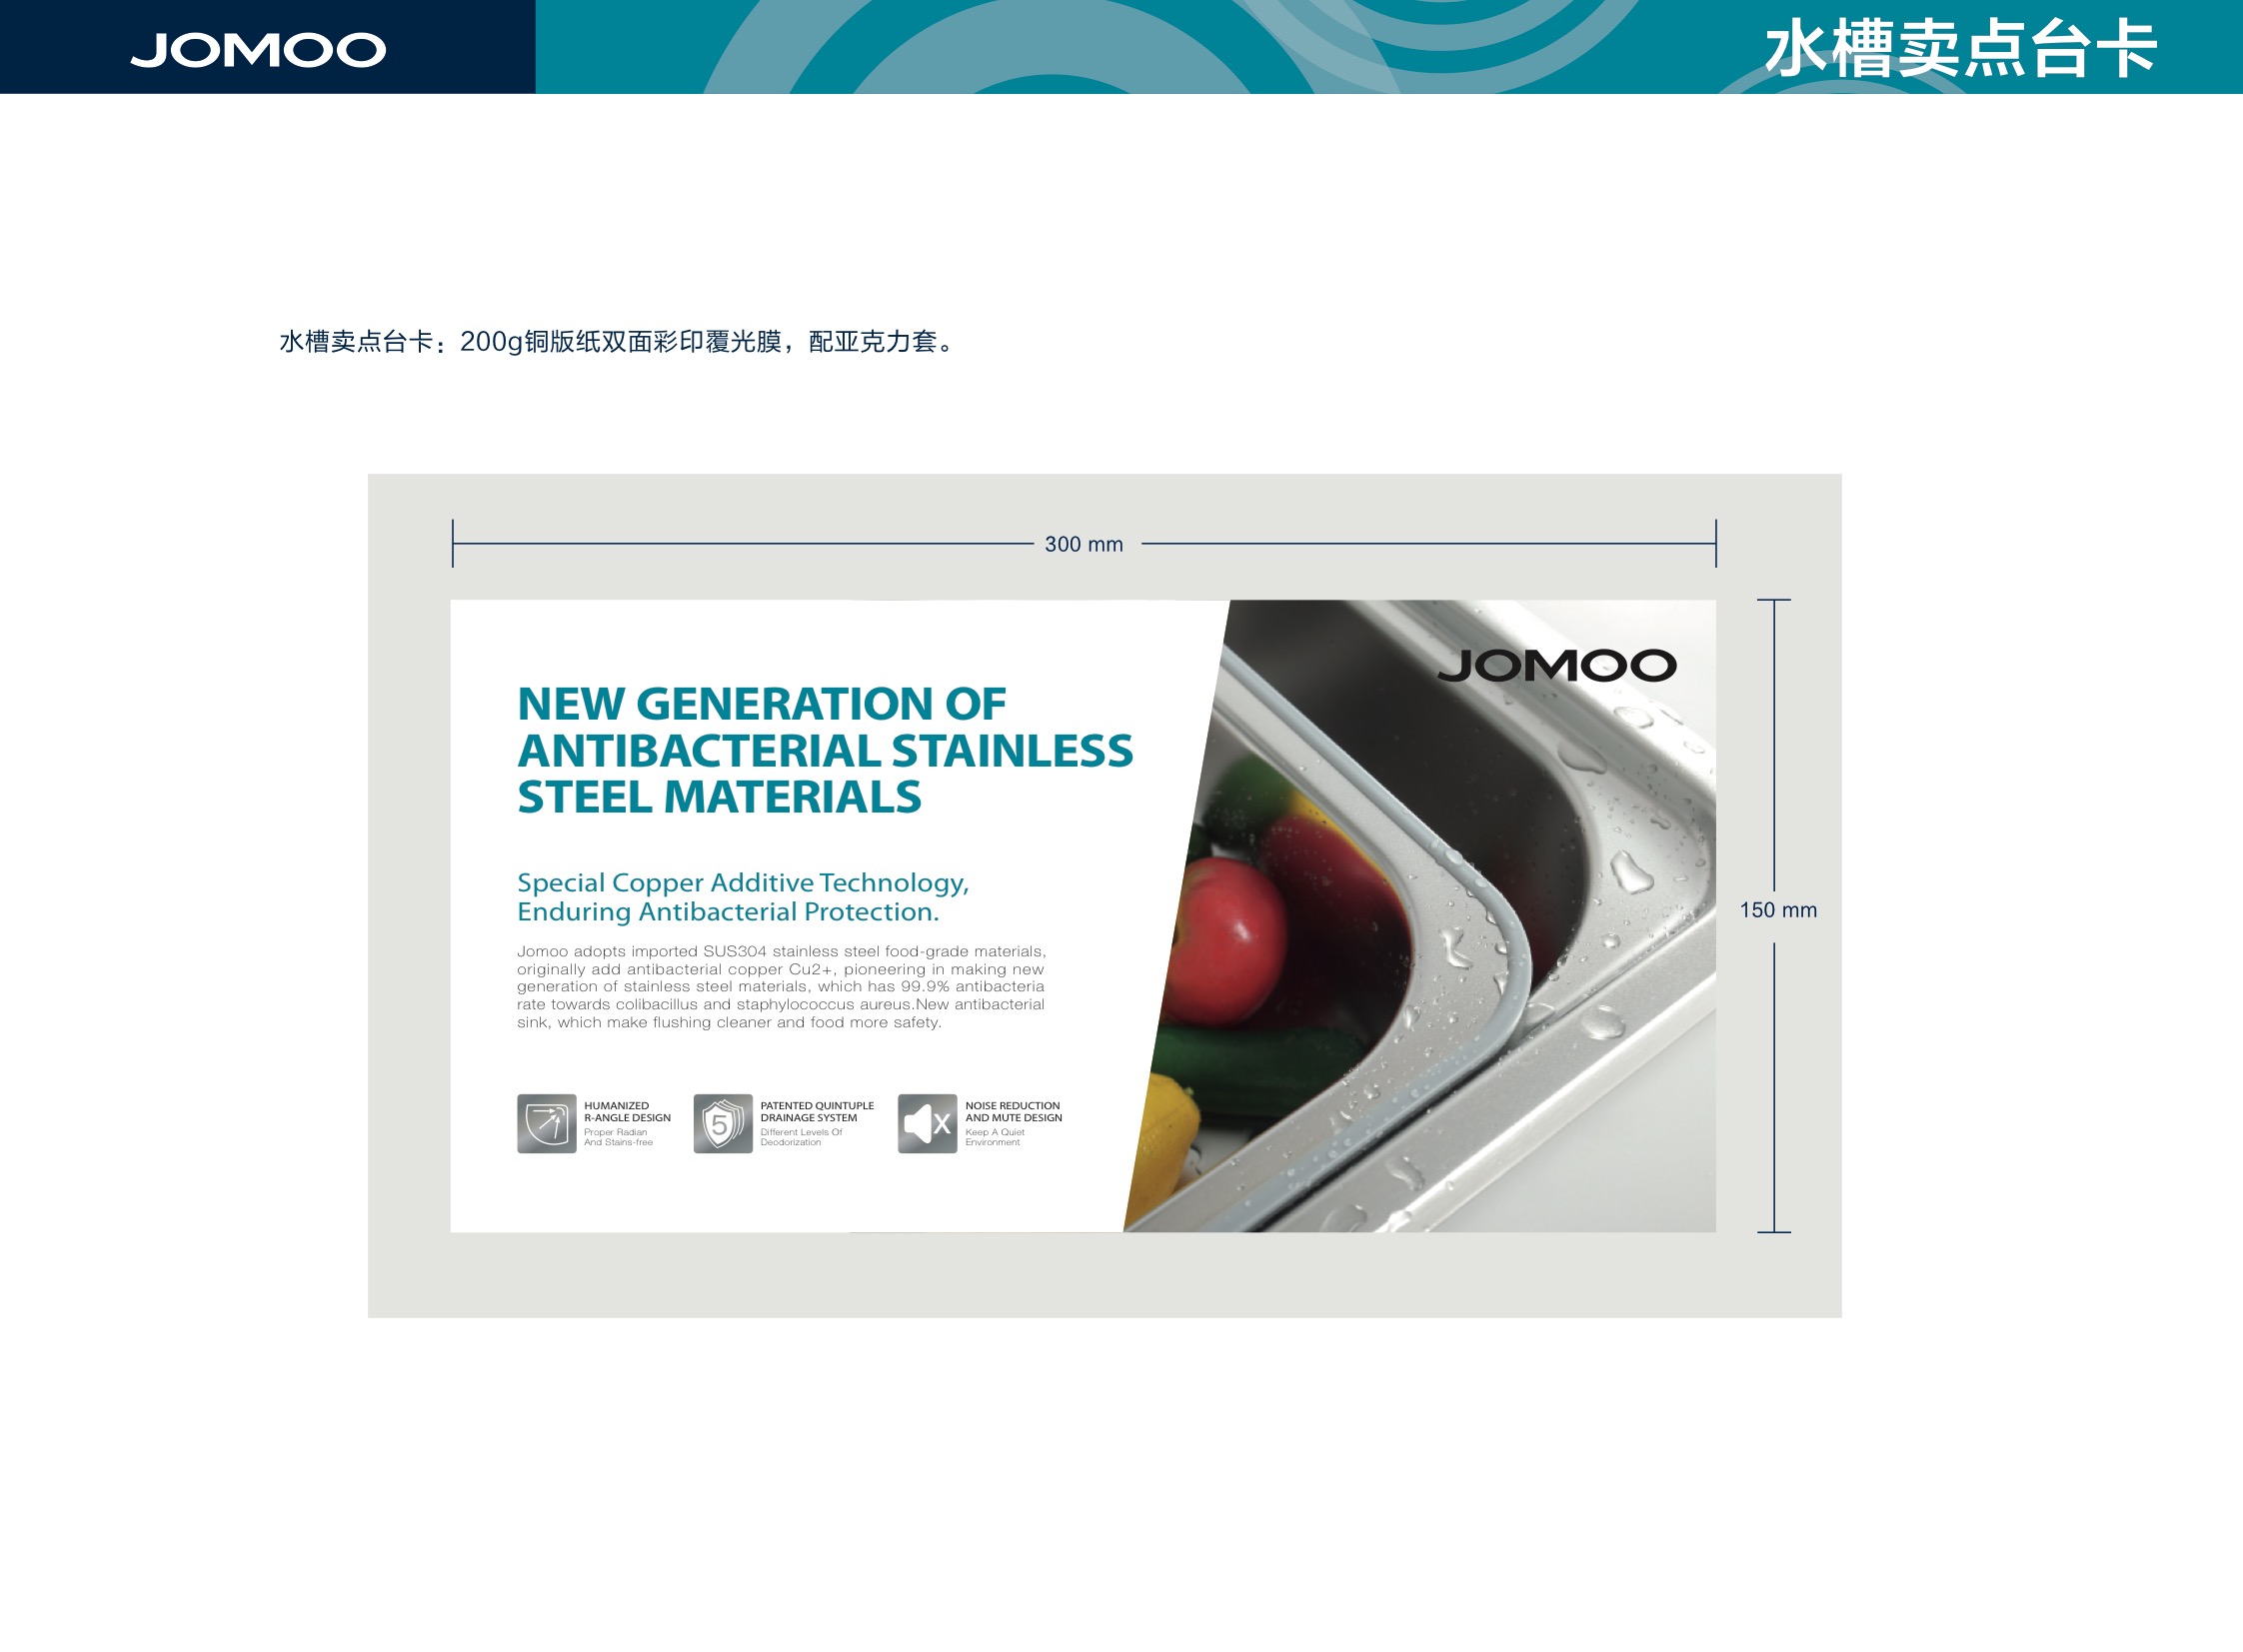 JOMOO
水槽卖点台卡
水槽卖点台卡：200g铜版纸双面彩印覆光膜，配亚克力套。
300 mm
JOMOO
NEW GENERATION OF
ANTIBACTERIAL STAINLESS
STEEL MATERIALS
150 mm
Special Copper Additive Technology,
Enduring Antibacterial Protection.
Jomoo adopts imported SUS304 stainless steel food-grade materials,
originally add antibacterial copper Cu2+, pioneering in making new
generation of stainless steel materials, which has 99.9% antibacteria
rate towards colibacillus and staphylococcus aureus.New antibacterial
sink, which make flushing cleaner and food more safety.
HUMANIZED
R-ANGLE DESIGN
Proper Radian
And Stains-free
5
PATENTED QUINTUPLE
DRAINAGE SYSTEM
Different Levels Of
Deodorization
X
NOISE REDUCTION
AND MUTE DESIGN
Keep A Quiet
Environment